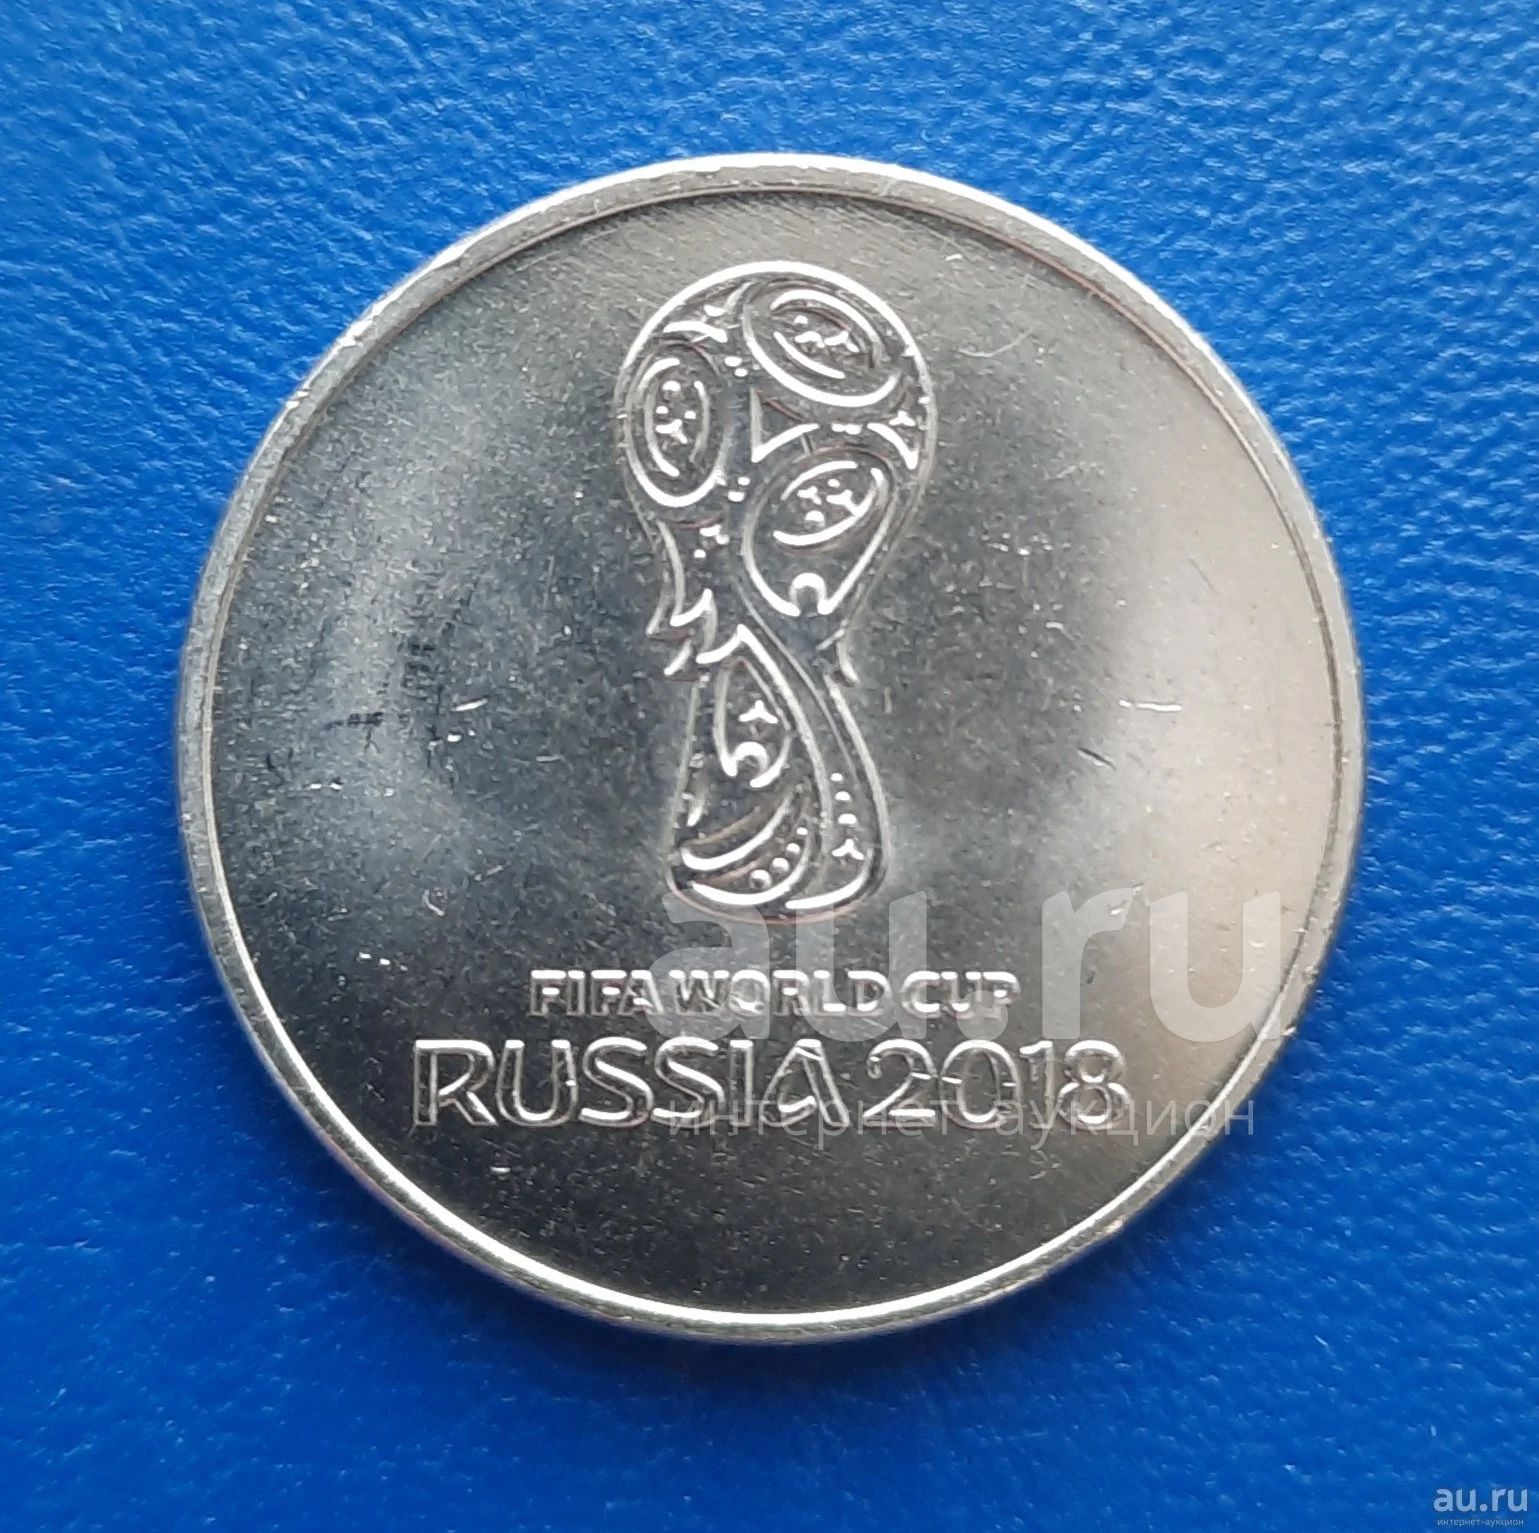 FIFA WORLD CUP
RUSSIA 2018
au.ru
интернет-аукцион
au.ru
интернет-аукцион